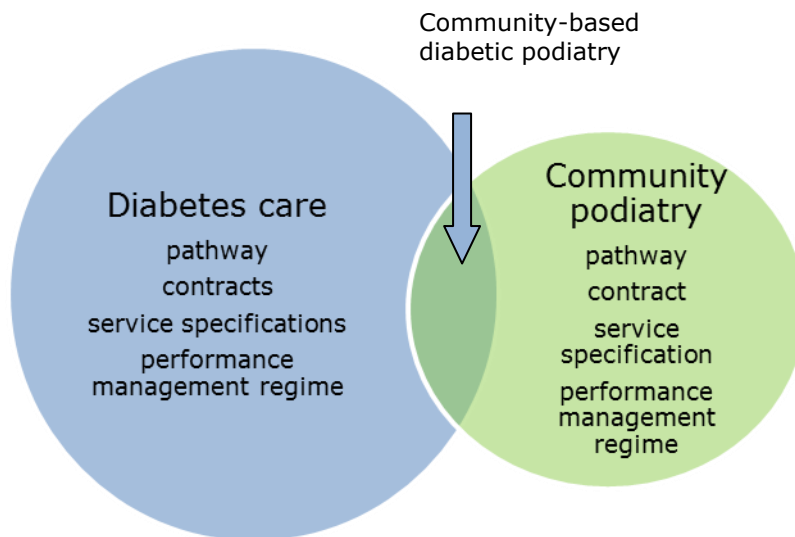 Community-based
diabetic podiatry
Diabetes care
pathway
contracts
service specifications
performance
management regime
Community
podiatry
pathway
contract
service
specification
performance
management
regime